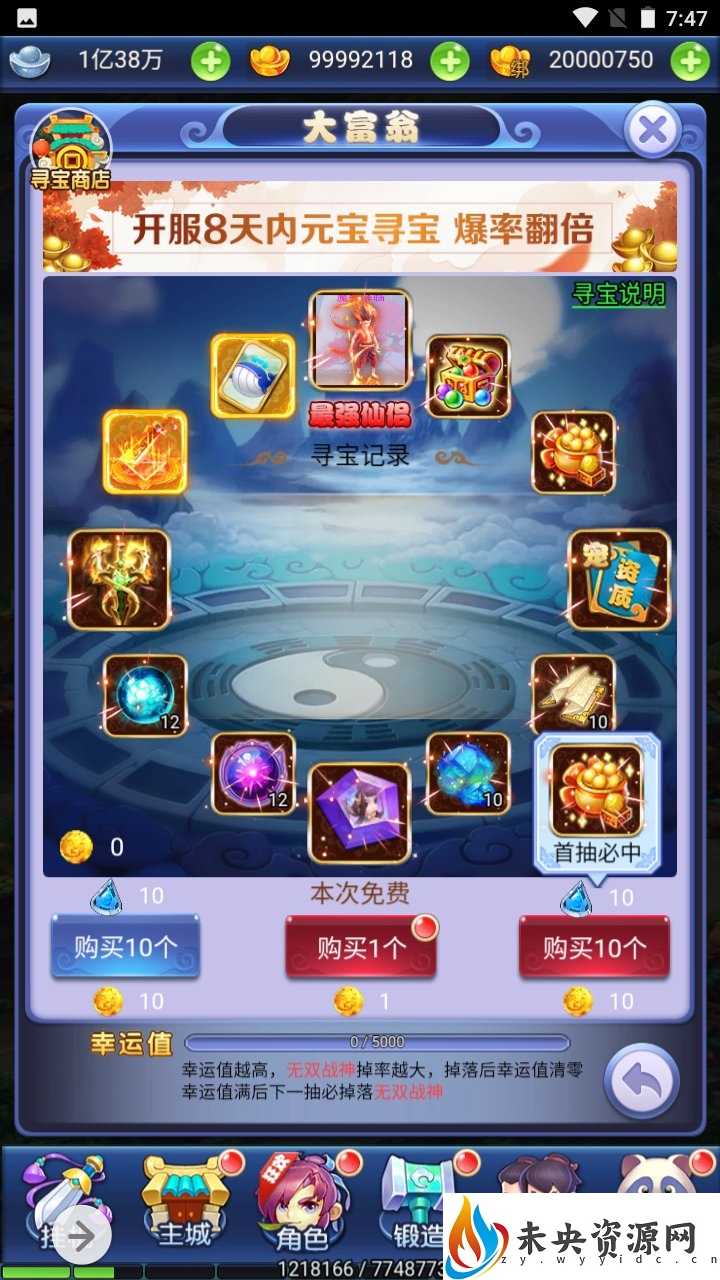 7:47
1亿38万
99992118
绑
20000750
大富翁
寻宝商店
开服8天内元宝寻宝 爆率翻倍
寻宝说明
最强仙侣
寻宝记录
宠
资质
12
10
12
10
0
首抽必中
10
本次免费
10
购买10个
购买1个
购买10个
10
1
10
幸运值
0/5000
幸运值越高，无双战神掉率越大，掉落后幸运值清零
幸运值满后下一抽必掉落无双战神
狂欢
主城
角色
锻造
1218166 / 7748773
未央资源网
zy.wyyidc.cn